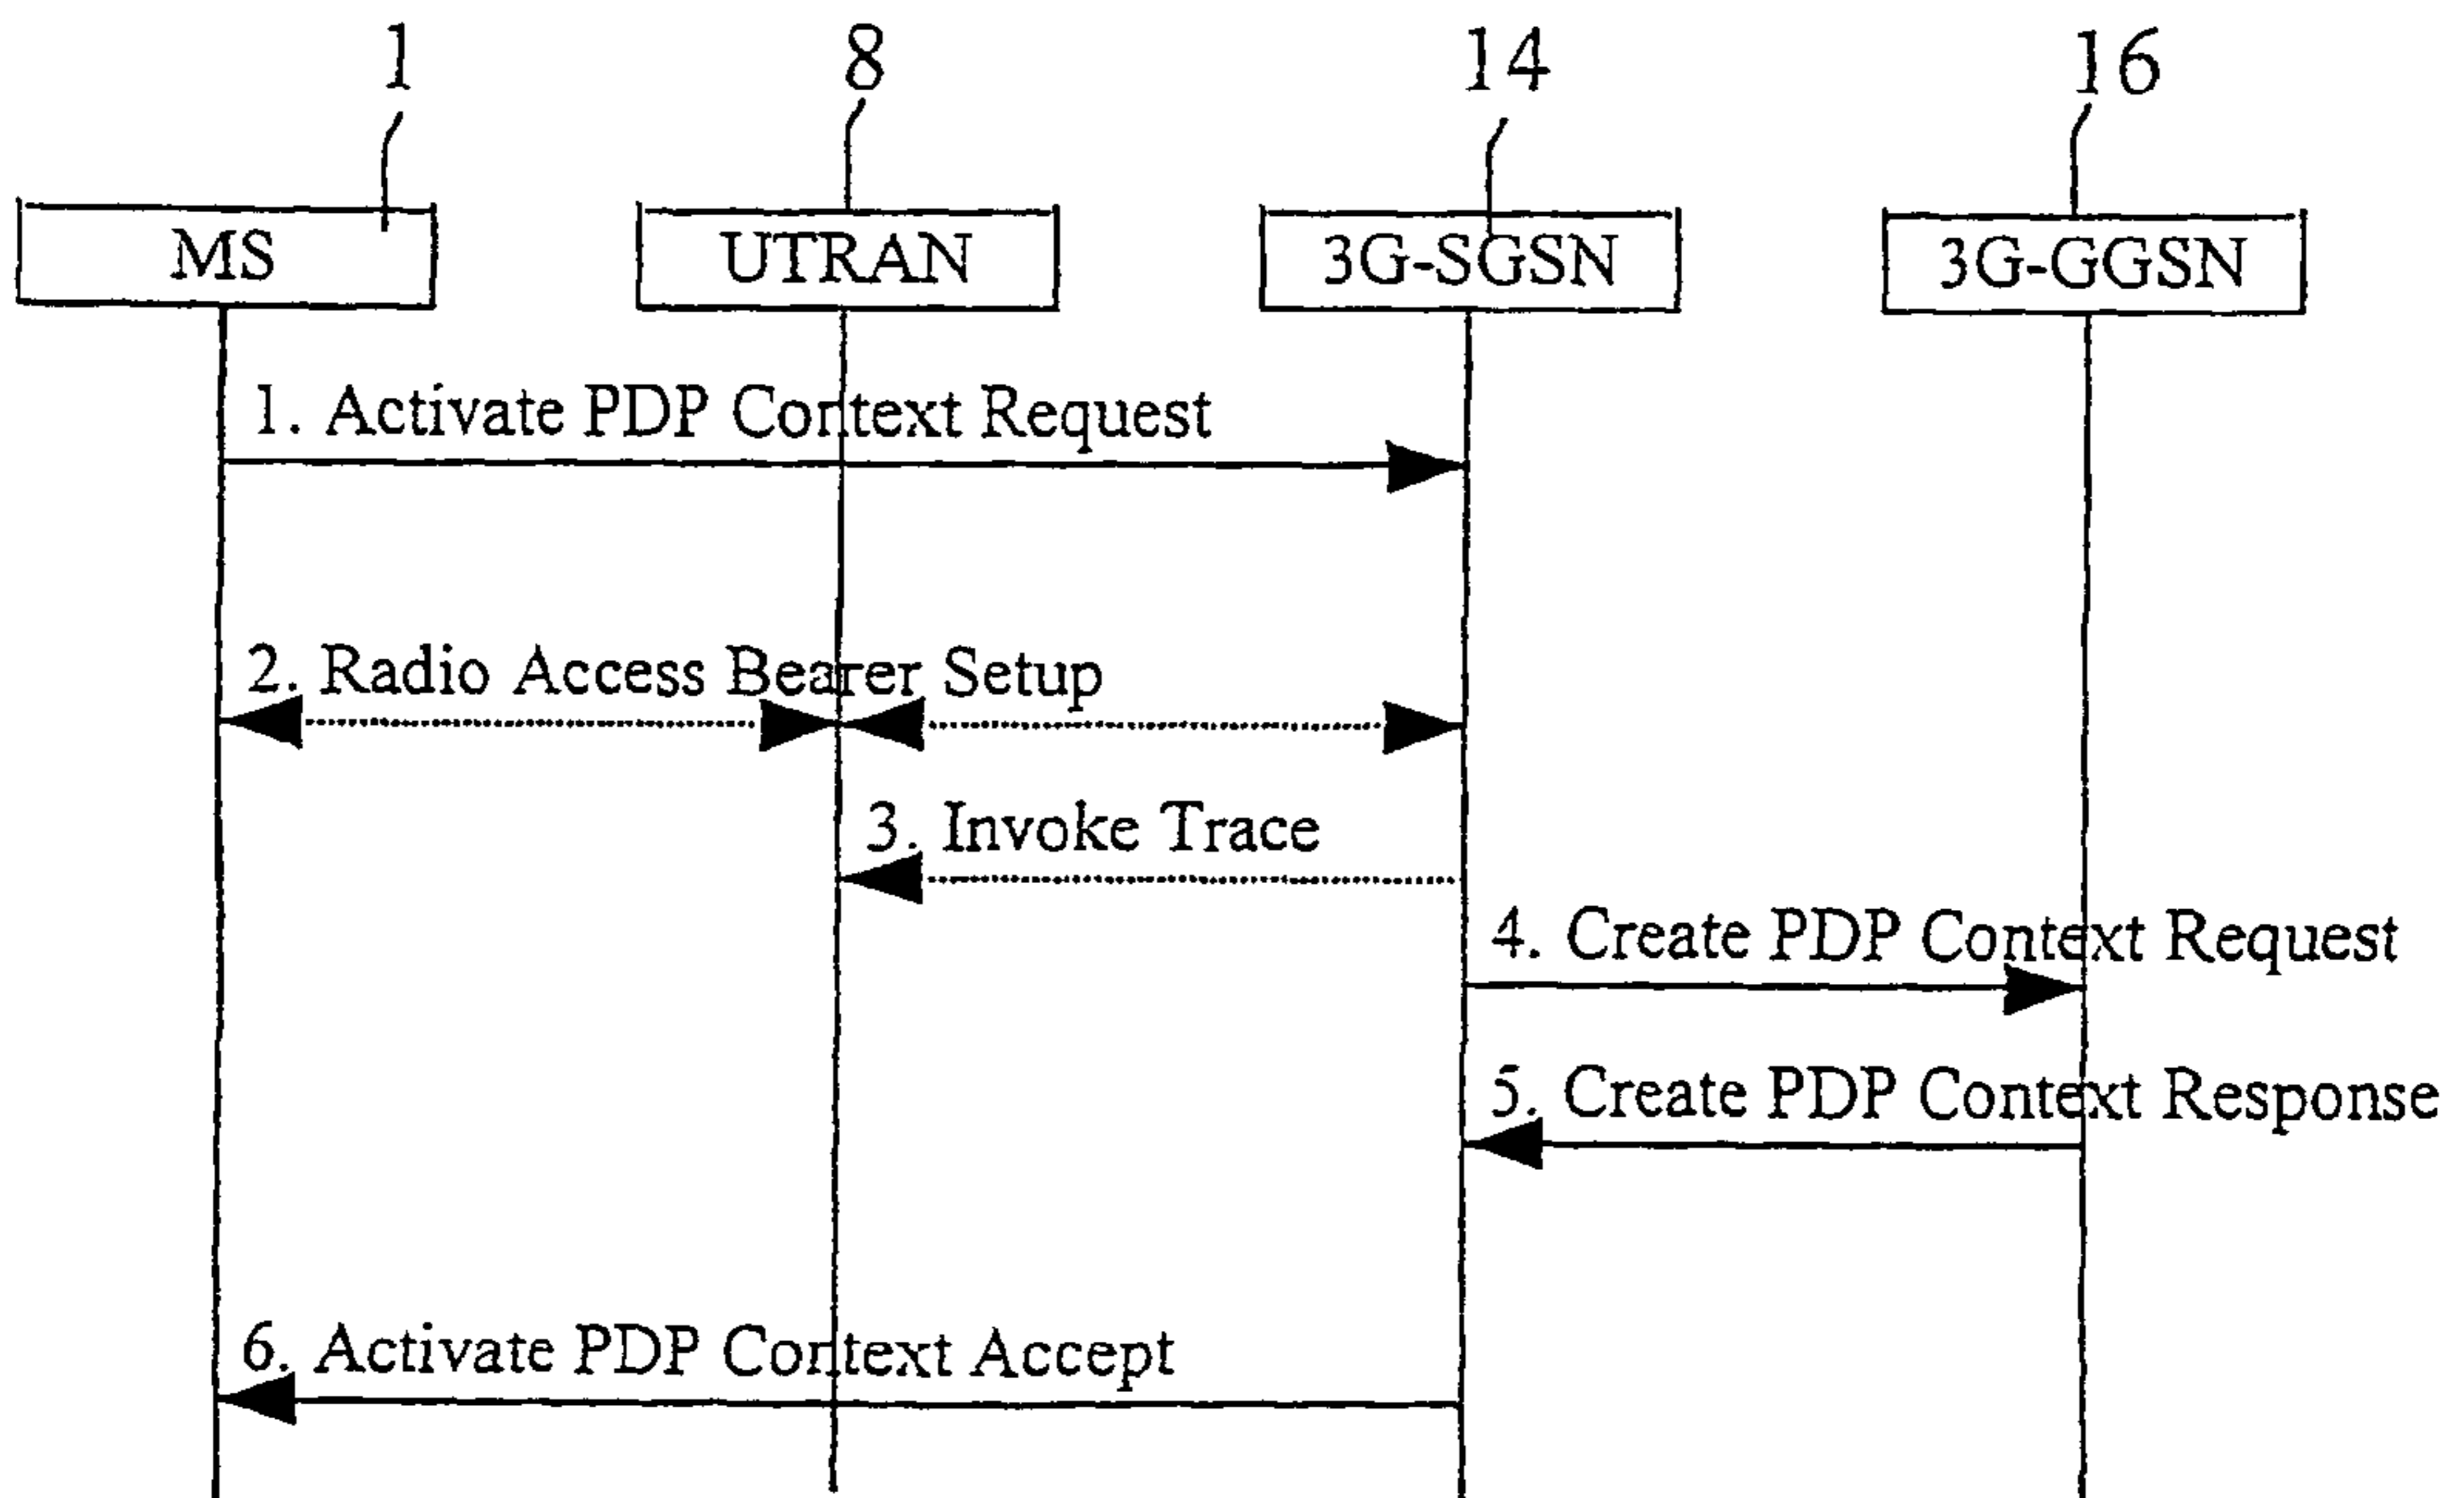 1 8 14 16
MS UTRAN 3G-SGSN 3G-GGSN
1. Activate PDP Context Request
2. Radio Access Bearer Setup
3. Invoke Trace
4. Create PDP Context Request
5. Create PDP Context Response
6. Activate PDP Context Accept